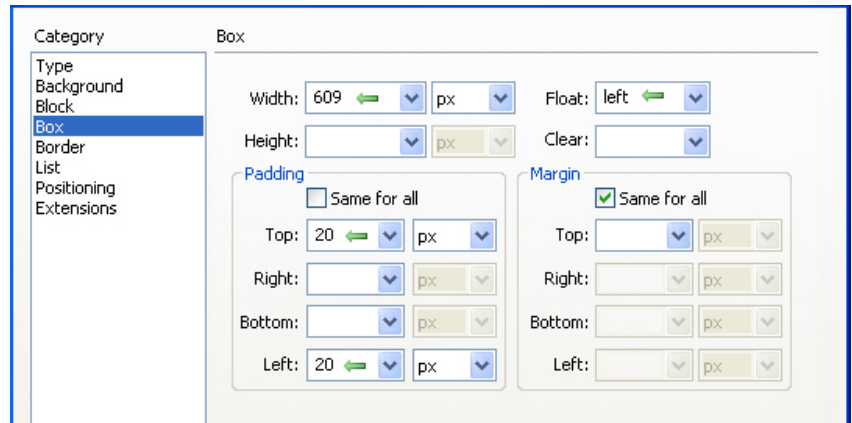 Category
Box
Type
Background
Block
Box
Border
List
Positioning
Extensions
Width: 609 px
Float: left
Height: px
Clear:
Padding
Same for all
Top: 20 px
Right: px
Bottom: px
Left: 20 px
Margin
Same for all
Top: px
Right: px
Bottom: px
Left: px